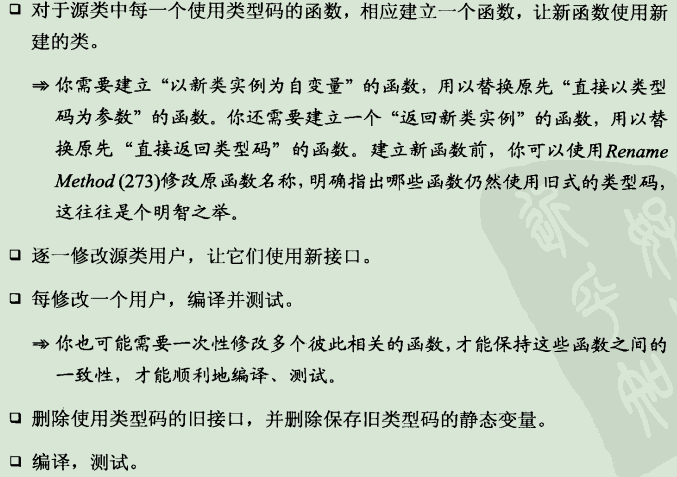 □ 对于源类中每一个使用类型码的函数，相应建立一个函数，让新函数使用新
建的类。
⇒ 你需要建立“以新类实例为自变量”的函数，用以替换原先“直接以类型
码为参数”的函数。你还需要建立一个“返回新类实例”的函数，用以替
换原先“直接返回类型码”的函数。建立新函数前，你可以使用Rename
Method (273)修改原函数名称，明确指出哪些函数仍然使用旧式的类型码，
这往往是个明智之举。
□ 逐一修改源类用户，让它们使用新接口。
□ 每修改一个用户，编译并测试。
⇒ 你也可能需要一次性修改多个彼此相关的函数，才能保持这些函数之间的
一致性，才能顺利地编译、测试。
□ 删除使用类型码的旧接口，并删除保存旧类型码的静态变量。
□ 编译，测试。